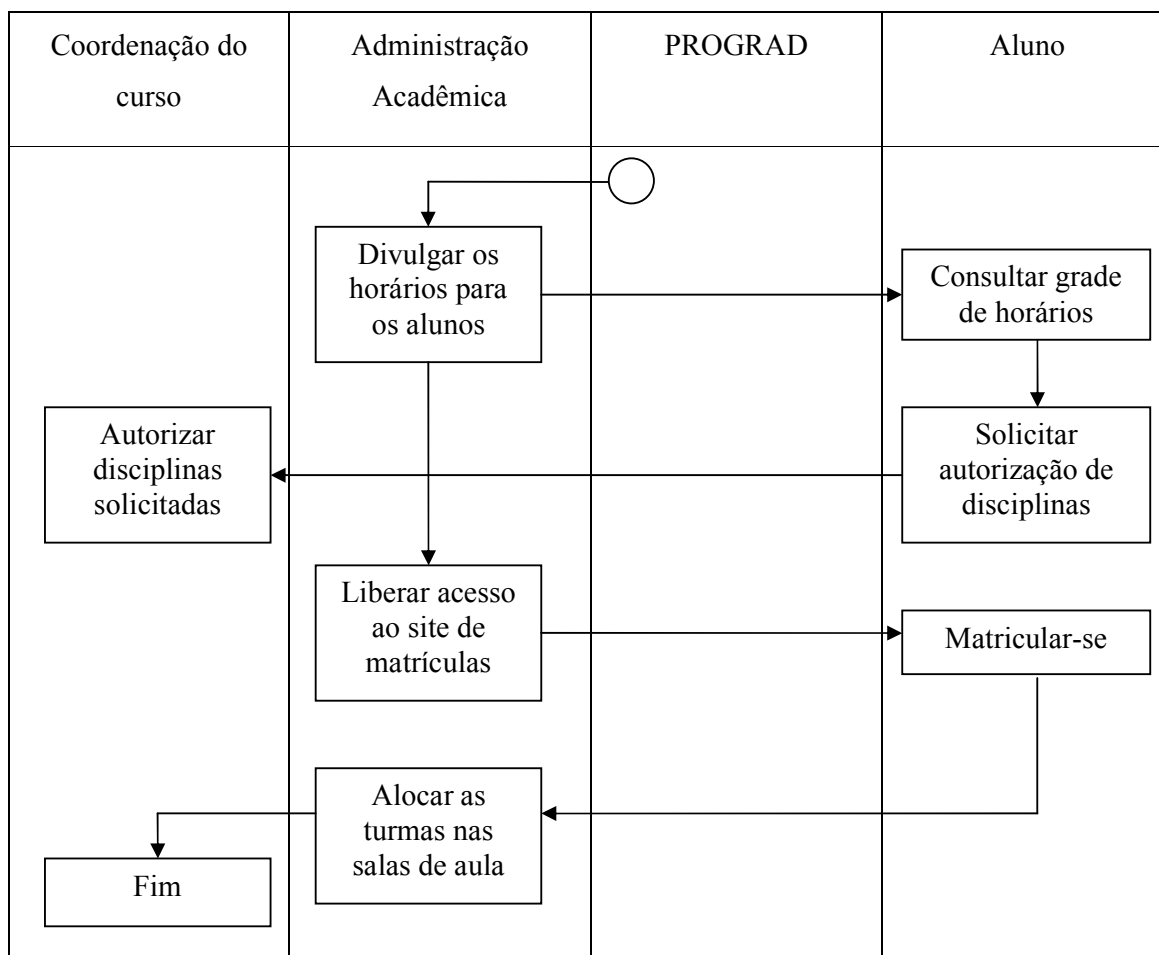 Coordenação do
curso
Administração
Acadêmica
PROGRAD
Aluno
Divulgar os
horários para
os alunos
Consultar grade
de horários
Autorizar
disciplinas
solicitadas
Solicitar
autorização de
disciplinas
Liberar acesso
ao site de
matrículas
Matricular-se
Alocar as
turmas nas
salas de aula
Fim